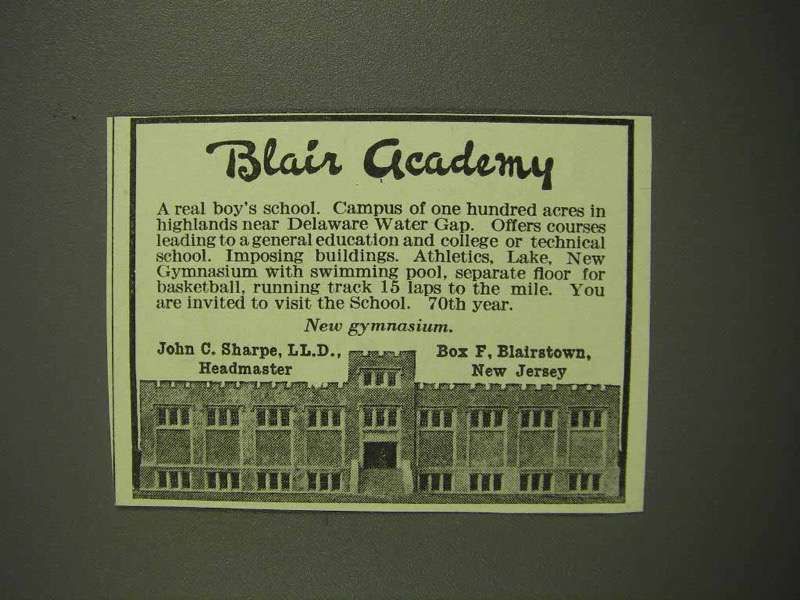 Blair Academy
A real boy's school. Campus of one hundred acres in
highlands near Delaware Water Gap. Offers courses
leading to a general education and college or technical
school. Imposing buildings. Athletics, Lake, New
Gymnasium with swimming pool, separate floor for
basketball, running track 15 laps to the mile. You
are invited to visit the School. 70th year.
New gymnasium.
John C. Sharpe, LL.D.,
Headmaster
Box F, Blairstown,
New Jersey